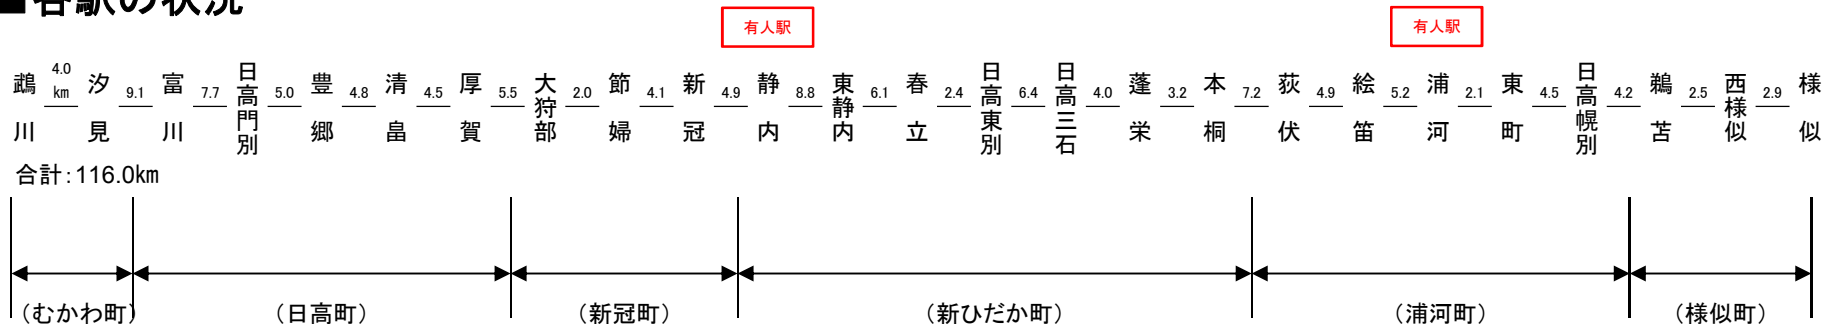 ■各駅の状況
有人駅 有人駅
鵡川 4.0km 汐見 9.1 富川 7.7 日高門別 5.0 豊郷 4.8 清畠 4.5 厚賀 5.5 大狩部 2.0 節婦 4.1 新冠 4.9 静内 8.8 東静内 6.1 春立 2.4 日高東別 6.4 日高三石 4.0 蓬栄 3.2 本桐 7.2 荻伏 4.9 絵笛 5.2 浦河 2.1 東町 4.5 日高幌別 4.2 鵜苫 2.5 西様似 2.9 様似
合計：116.0㎞
（むかわ町） （日高町） （新冠町） （新ひだか町） （浦河町） （様似町）